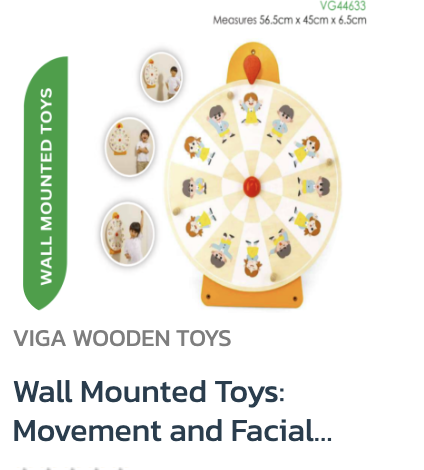 VG44633
Measures 56.5cm x 45cm x 6.5cm
WALL MOUNTED TOYS
VIGA WOODEN TOYS
Wall Mounted Toys:
Movement and Facial...